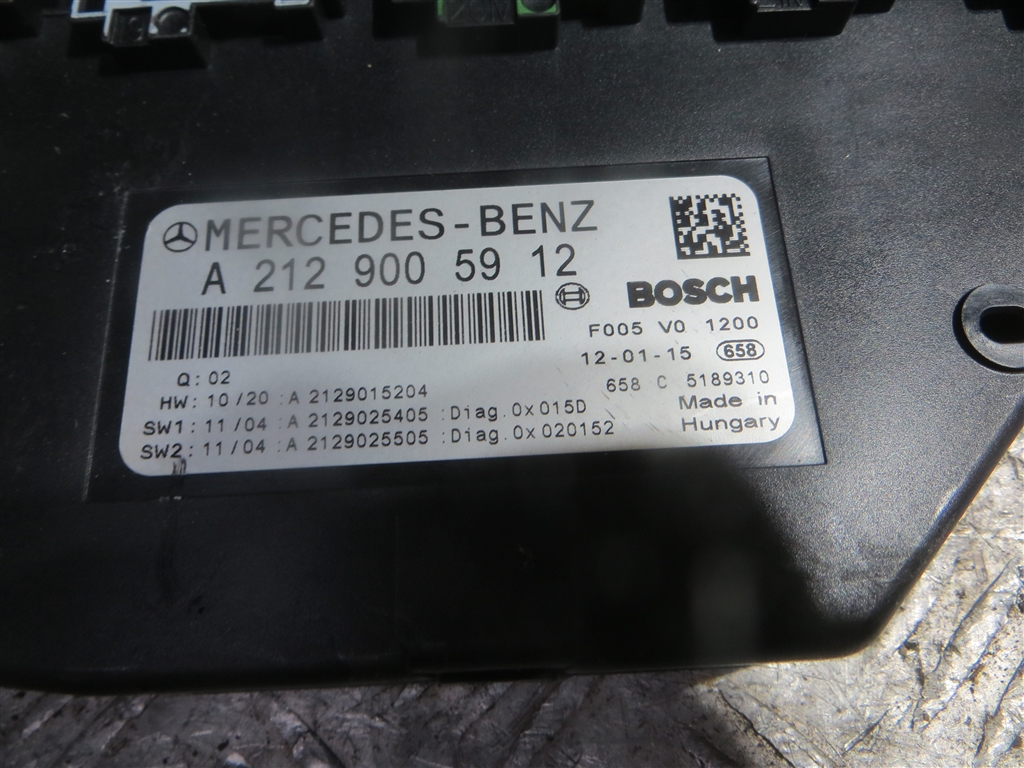 MERCEDES-BENZ
A 212 900 59 12
BOSCH
F005 V0 1200
12-01-15 658
Q: 02
658 C 5189310
HW: 10/20 :A 2129015204
Made in
SW1: 11/04 :A 2129025405 :Diag.0x015D
Hungary
SW2: 11/04 :A 2129025505 :Diag.0x020152